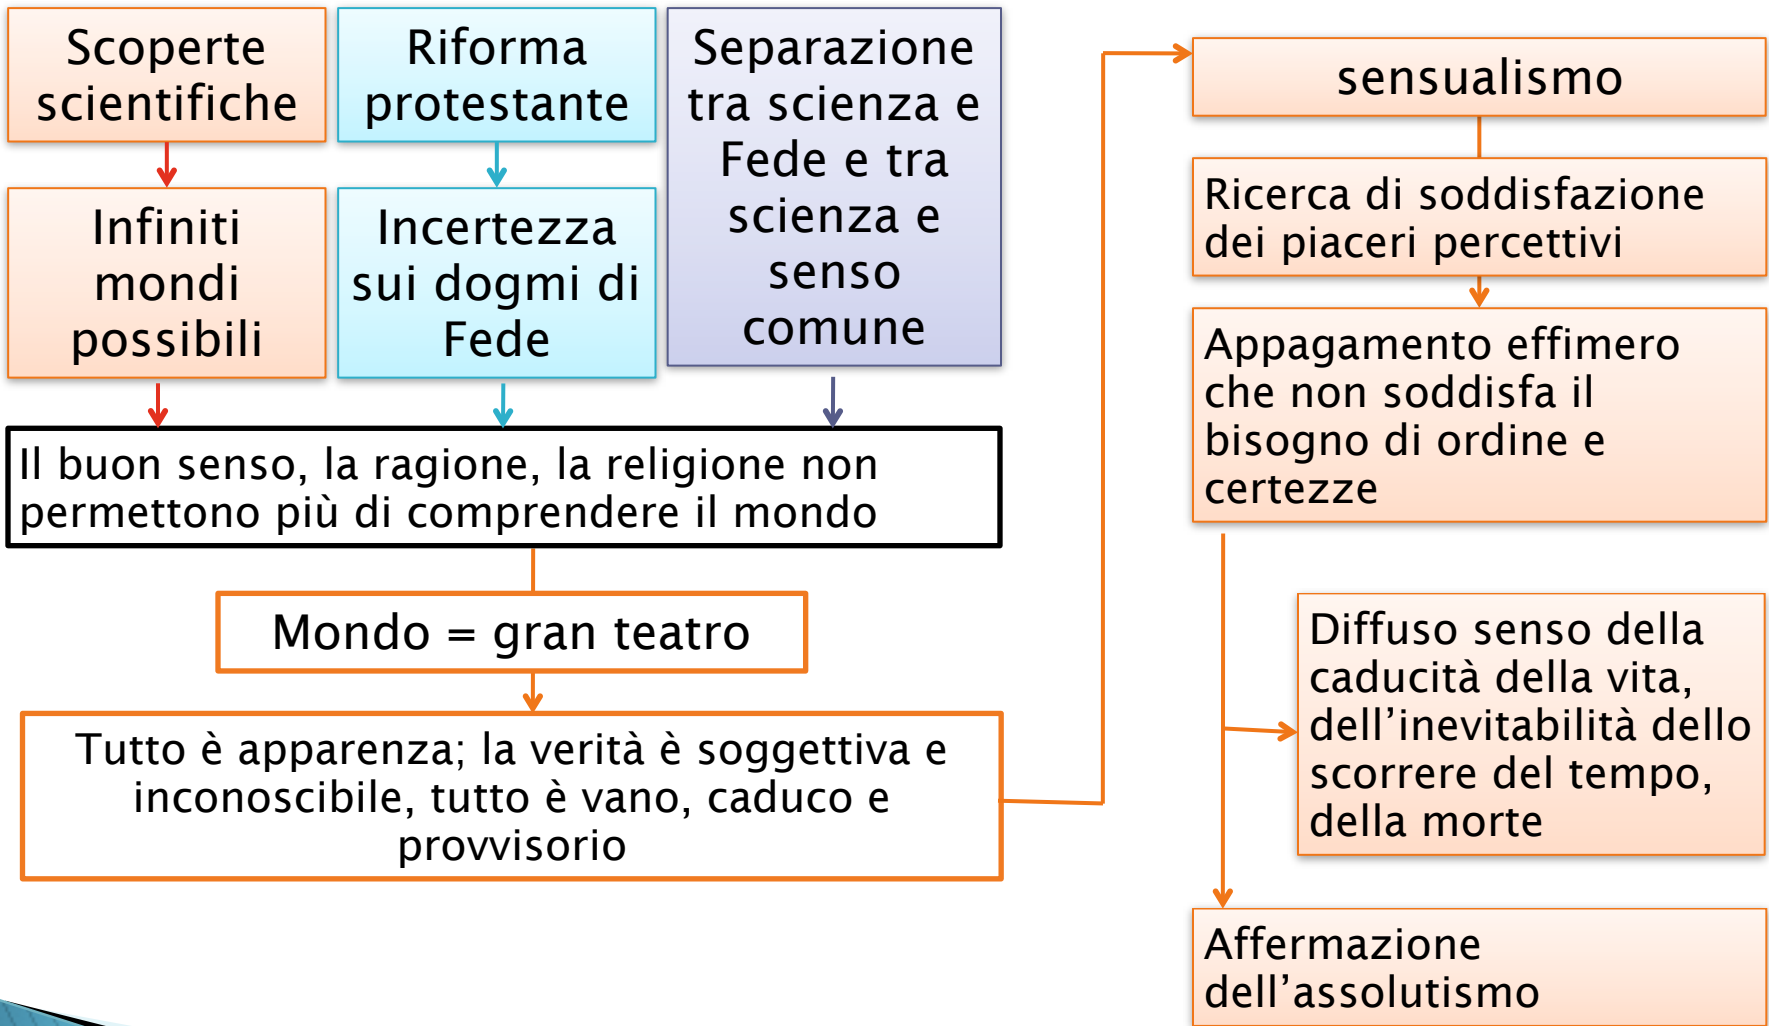 Scoperte
scientifiche
Infiniti
mondi
possibili
Riforma
protestante
Incertezza
sui dogmi di
Fede
Separazione
tra scienza e
Fede e tra
scienza e
senso
comune
Il buon senso, la ragione, la religione non
permettono più di comprendere il mondo
Mondo = gran teatro
Tutto è apparenza; la verità è soggettiva e
inconoscibile, tutto è vano, caduco e
provvisorio
sensualismo
Ricerca di soddisfazione
dei piaceri percettivi
Appagamento effimero
che non soddisfa il
bisogno di ordine e
certezze
Diffuso senso della
caducità della vita,
dell’inevitabilità dello
scorrere del tempo,
della morte
Affermazione
dell’assolutismo